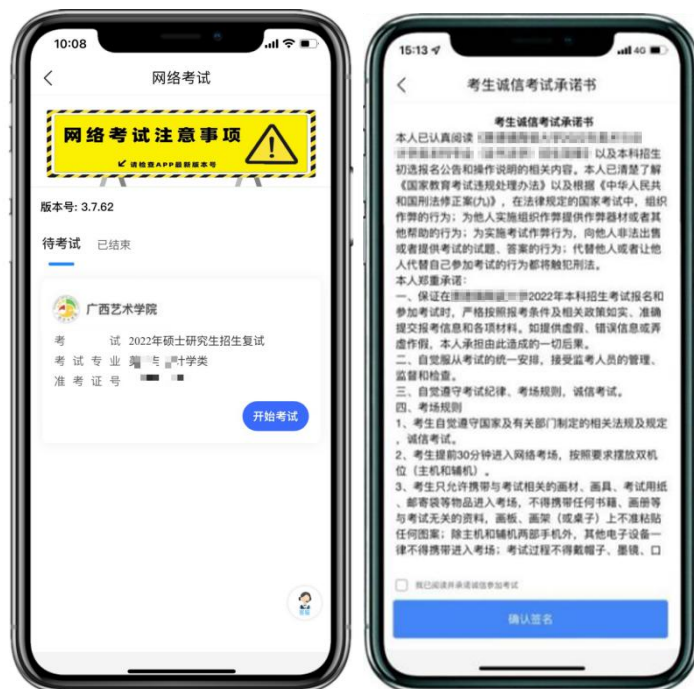 10:08
网络考试
网络考试注意事项
请检查APP最新版本号
版本号: 3.7.62
待考试 已结束
广西艺术学院
考 试 2022年硕士研究生招生复试
考试专业 计学类
准考证号
开始考试
15:13 4G
考生诚信考试承诺书
考生诚信考试承诺书
本人已认真阅读
以及本科招生
初选报名公告和操作说明的相关内容。本人已清楚了解
《国家教育考试违规处理办法》以及根据《中华人民共
和国刑法修正案(九)》，在法律规定的国家考试中，组织
作弊的行为；为他人实施组织作弊提供作弊器材或者其
他帮助的行为；为实施考试作弊行为，向他人非法出售
或者提供考试的试题、答案的行为；代替他人或者让他
人代替自己参加考试的行为都将触犯刑法。
本人郑重承诺：
一、保证在 2022年本科招生考试报名和
参加考试时，严格按照报考条件及相关政策如实、准确
提交报考信息和各项材料。如提供虚假、错误信息或弄
虚作假，本人承担由此造成的一切后果。
二、自觉服从考试的统一安排，接受监考人员的管理、
监督和检查。
三、自觉遵守考试纪律、考场规则，诚信考试。
四、考场规则
1、考生自觉遵守国家及有关部门制定的相关法规及规定
，诚信考试。
2、考生提前30分钟进入网络考场，按照要求摆放双机
位（主机和辅机）。
3、考生只允许携带与考试相关的画材、画具、考试用纸
、邮寄袋等物品进入考场，不得携带任何书籍、画册等
与考试无关的资料，画板、画架（或桌子）上不准粘贴
任何图案；除主机和辅机两部手机外，其他电子设备一
律不得携带进入考场；考试过程不得戴帽子、墨镜、口
我已阅读并承诺诚信参加考试
确认签名